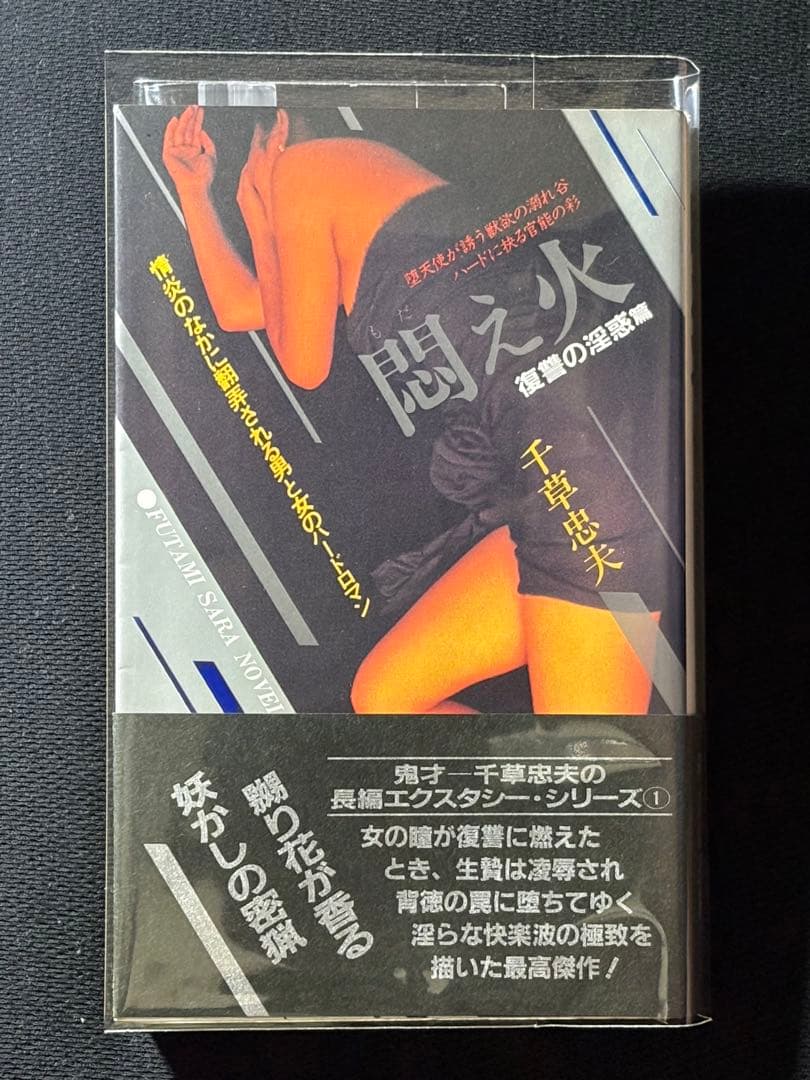 堕天使が誘う獣欲の溺れ谷
ハードに抉る官能の彩
もだ
悶え火
復讐の淫惑篇
千草忠夫
情炎のなかに翻弄される男と女のハードロマン
●FUTAMI SARA NOVEL
嬲り花が香る
妖かしの密猟
鬼才―千草忠夫の
長編エクスタシー・シリーズ①
女の瞳が復讐に燃えた
とき、生贄は凌辱され
背徳の罠に堕ちてゆく
淫らな快楽波の極致を
描いた最高傑作!